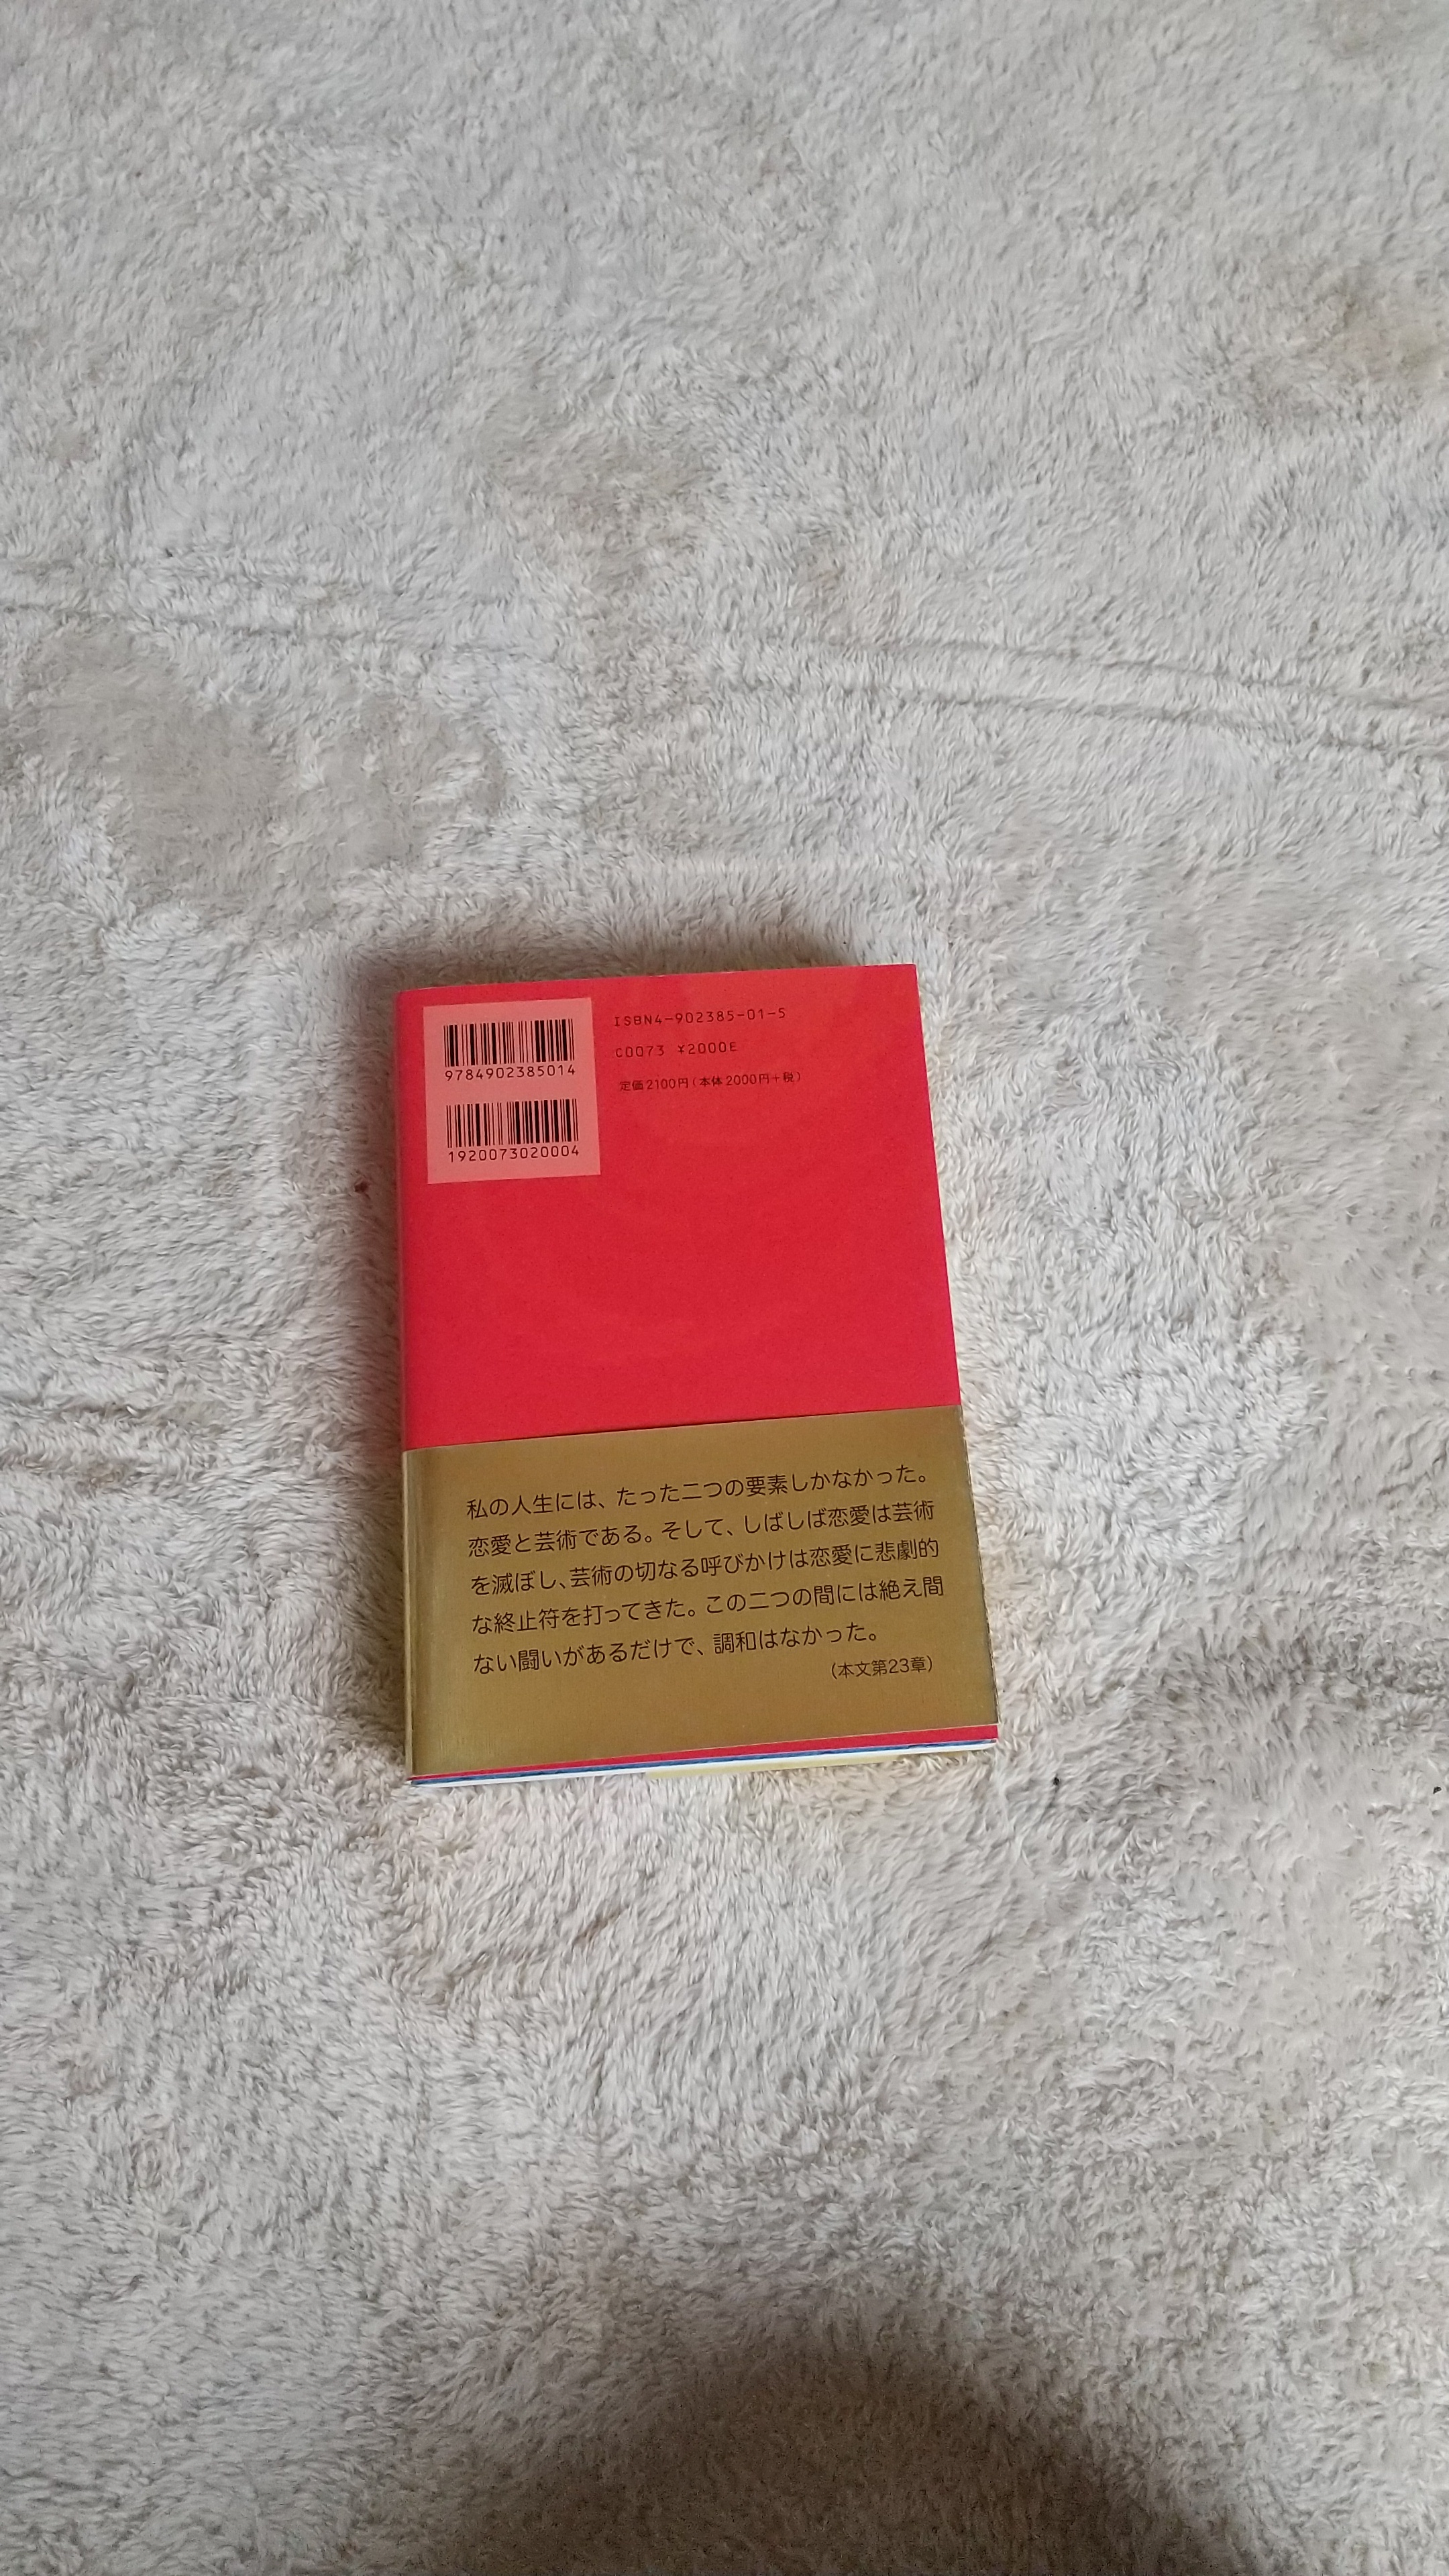 9784902385014
1920073020004
ISBN4-902385-01-5
C0073 ¥2000E
定価2100円(本体2000円+税)
私の人生には、たった二つの要素しかなかった。
恋愛と芸術である。そして、しばしば恋愛は芸術
を滅ぼし、芸術の切なる呼びかけは恋愛に悲劇的
な終止符を打ってきた。この二つの間には絶え間
ない闘いがあるだけで、調和はなかった。
(本文第23章)